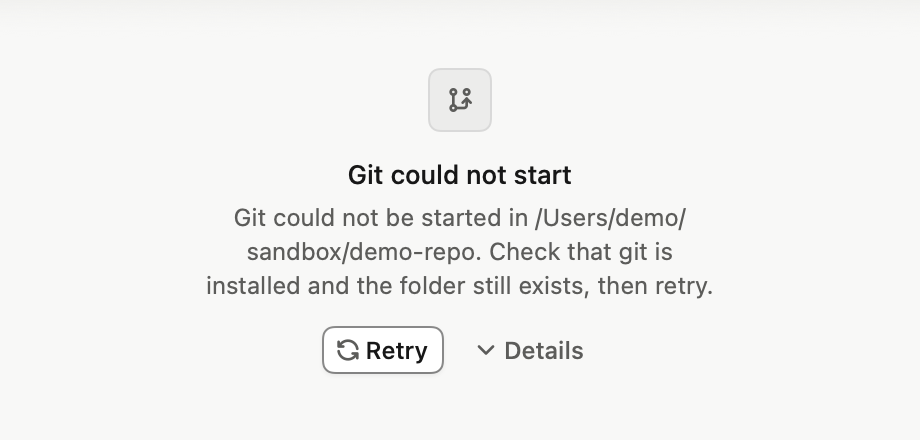 Git could not start
Git could not be started in /Users/demo/
sandbox/demo-repo. Check that git is
installed and the folder still exists, then retry.
Retry
Details